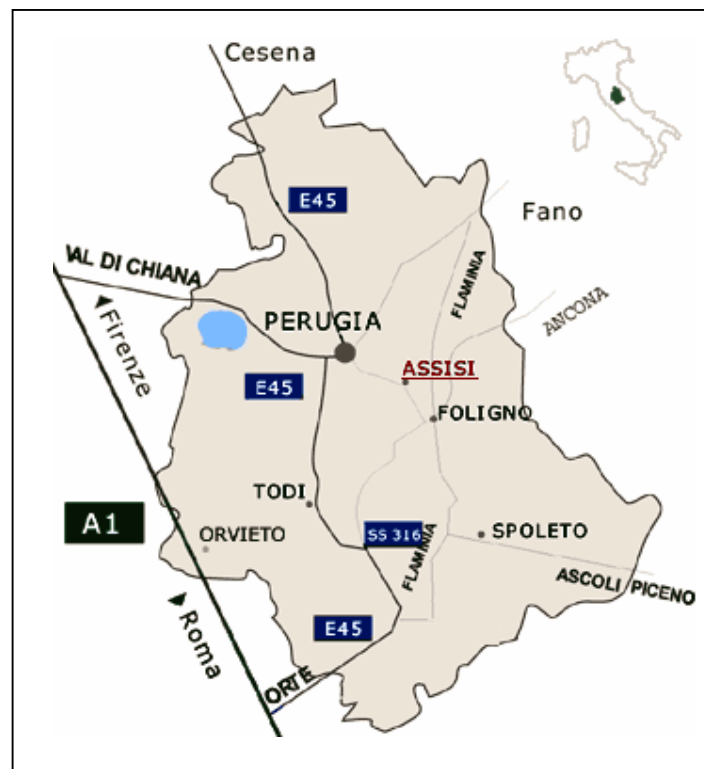 Cesena
E45
Fano
VAL DI CHIANA
FLAMINIA
ANCONA
Firenze
PERUGIA
ASSISI
E45
FOLIGNO
TODI
A1
ORVIETO
SS 316
SPOLETO
FLAMINIA
ASCOLI PICENO
Roma
E45
ORTE